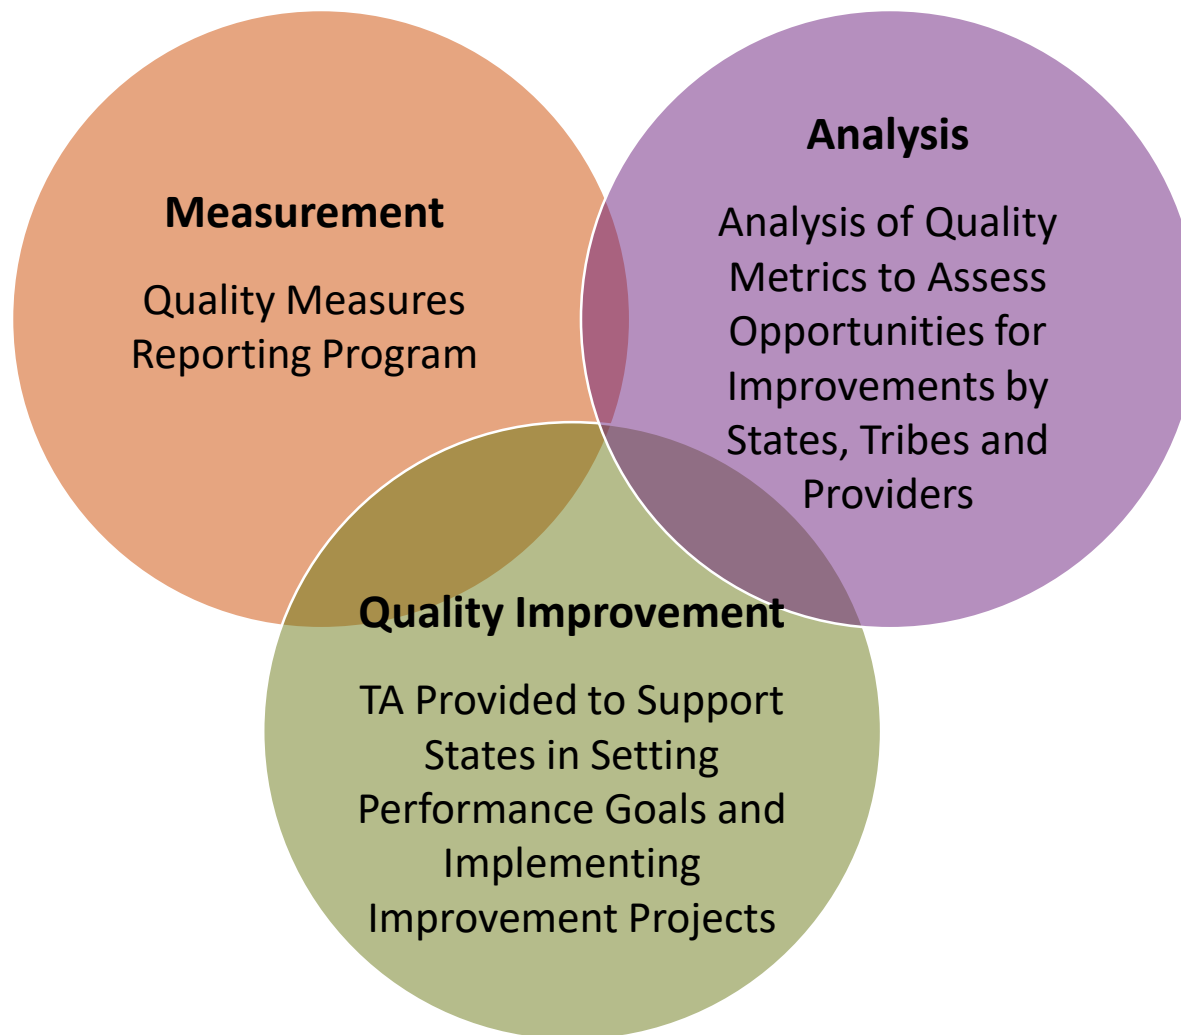 Measurement
Quality Measures
Reporting Program
Analysis
Analysis of Quality
Metrics to Assess
Opportunities for
Improvements by
States, Tribes and
Providers
Quality Improvement
TA Provided to Support
States in Setting
Performance Goals and
Implementing
Improvement Projects